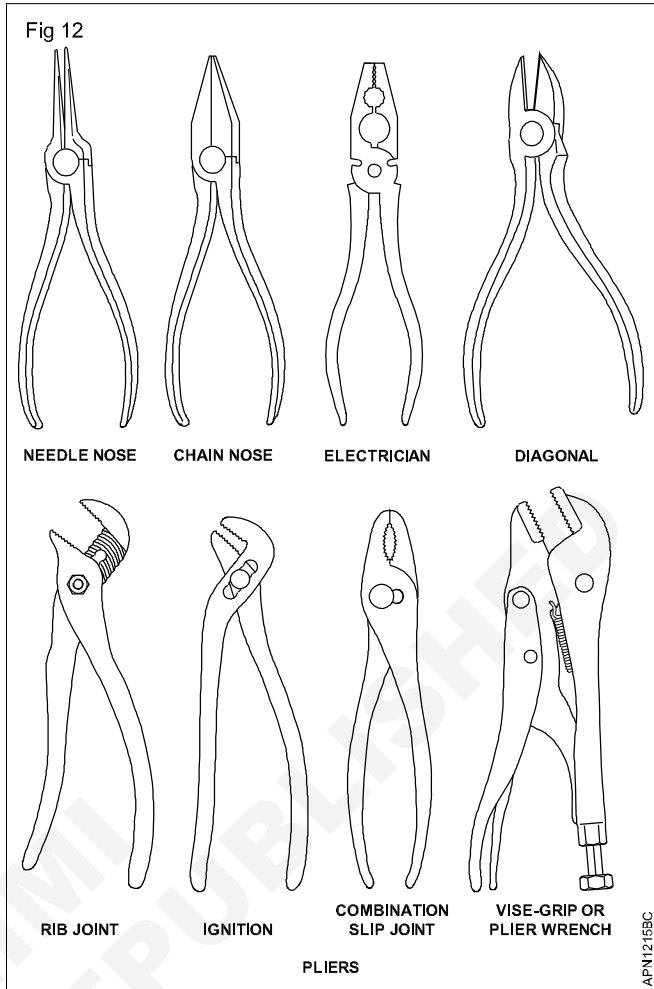 Fig 12
NEEDLE NOSE
CHAIN NOSE
ELECTRICIAN
DIAGONAL
RIB JOINT
IGNITION
COMBINATION
SLIP JOINT
VISE-GRIP OR
PLIER WRENCH
PLIERS
APN1215BC